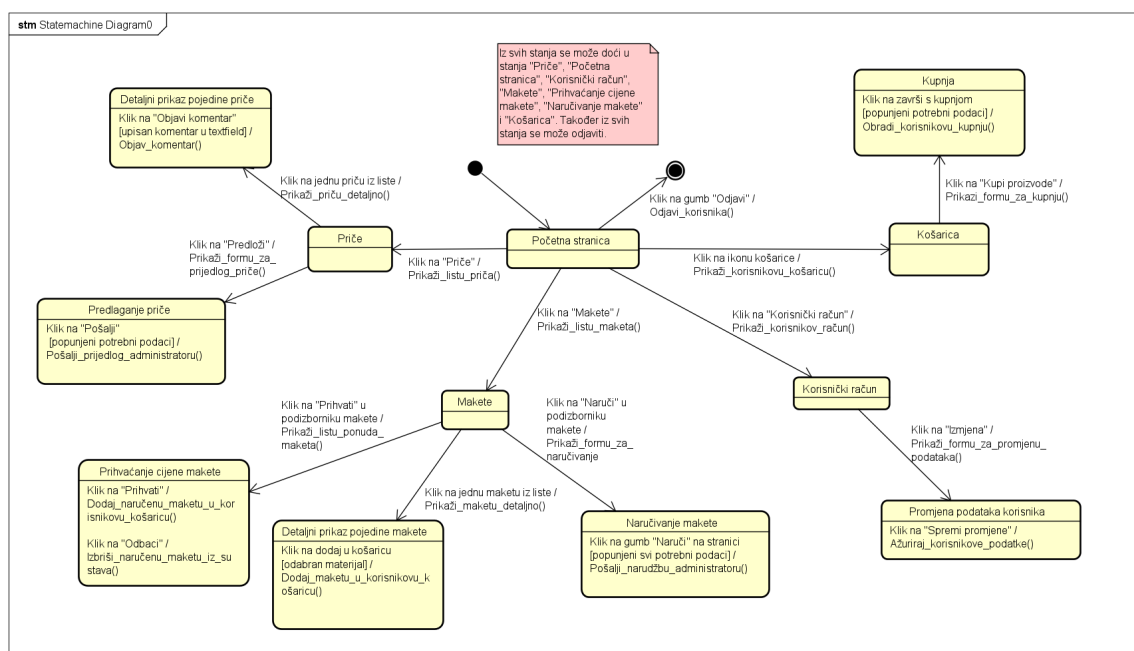 stm Statemachine Diagram0
Iz svih stanja se može doći u
stanja "Priče", "Početna
stranica", "Korisnički račun",
"Makete", "Prihvaćanje cijene
makete", "Naručivanje makete"
i "Košarica". Također iz svih
stanja se može odjaviti.
Detaljni prikaz pojedine priče
Klik na "Objavi komentar"
[upisan komentar u textfield] /
Objav_komentar()
Kupnja
Klik na završi s kupnjom
[popunjeni potrebni podaci] /
Obradi_korisnikovu_kupnju()
Klik na jednu priču iz liste /
Prikaži_priču_detaljno()
Klik na gumb "Odjavi" /
Odjavi_korisnika()
Klik na "Kupi proizvode" /
Prikazi_formu_za_kupnju()
Priče
Početna stranica
Košarica
Klik na "Predloži" /
Prikaži_formu_za_
prijedlog_priče()
Klik na "Priče" /
Prikaži_listu_priča()
Klik na ikonu košarice /
Prikaži_korisnikovu_košaricu()
Predlaganje priče
Klik na "Pošalji"
[popunjeni potrebni podaci] /
Pošalji_prijedlog_administratoru()
Klik na "Makete" /
Prikaži_listu_maketa()
Klik na "Korisnički račun" /
Prikaži_korisnikov_račun()
Makete
Korisnički račun
Klik na "Prihvati" u
podizborniku makete /
Prikaži_listu_ponuda_
maketa()
Klik na "Naruči" u
podizborniku
makete /
Prikaži_formu_za_
naručivanje
Klik na "Izmjena" /
Prikaži_formu_za_promjenu_
podataka()
Prihvaćanje cijene makete
Klik na "Prihvati" /
Dodaj_naručenu_maketu_u_kor
isnikovu_košaricu()
Klik na "Odbaci" /
Izbriši_naručenu_maketu_iz_su
stava()
Klik na jednu maketu iz liste /
Prikaži_maketu_detaljno()
Detaljni prikaz pojedine makete
Klik na dodaj u košaricu
[odabran materijal] /
Dodaj_maketu_u_korisnikovu_k
ošaricu()
Naručivanje makete
Klik na gumb "Naruči" na stranici
[popunjeni svi potrebni podaci] /
Pošalji_narudžbu_administratoru()
Promjena podataka korisnika
Klik na "Spremi promjene" /
Ažuriraj_korisnikove_podatke()